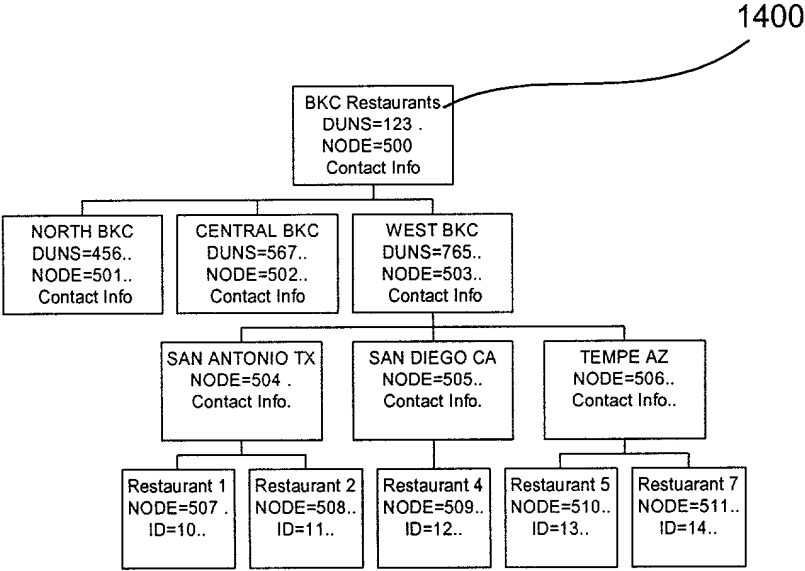 1400
BKC Restaurants
DUNS=123 .
NODE=500
Contact Info
NORTH BKC
DUNS=456..
NODE=501..
Contact Info
CENTRAL BKC
DUNS=567..
NODE=502..
Contact Info
WEST BKC
DUNS=765..
NODE=503..
Contact Info
SAN ANTONIO TX
NODE=504 .
Contact Info.
SAN DIEGO CA
NODE=505..
Contact Info.
TEMPE AZ
NODE=506..
Contact Info..
Restaurant 1
NODE=507 .
ID=10..
Restaurant 2
NODE=508..
ID=11..
Restaurant 4
NODE=509..
ID=12..
Restaurant 5
NODE=510..
ID=13..
Restuarant 7
NODE=511..
ID=14..